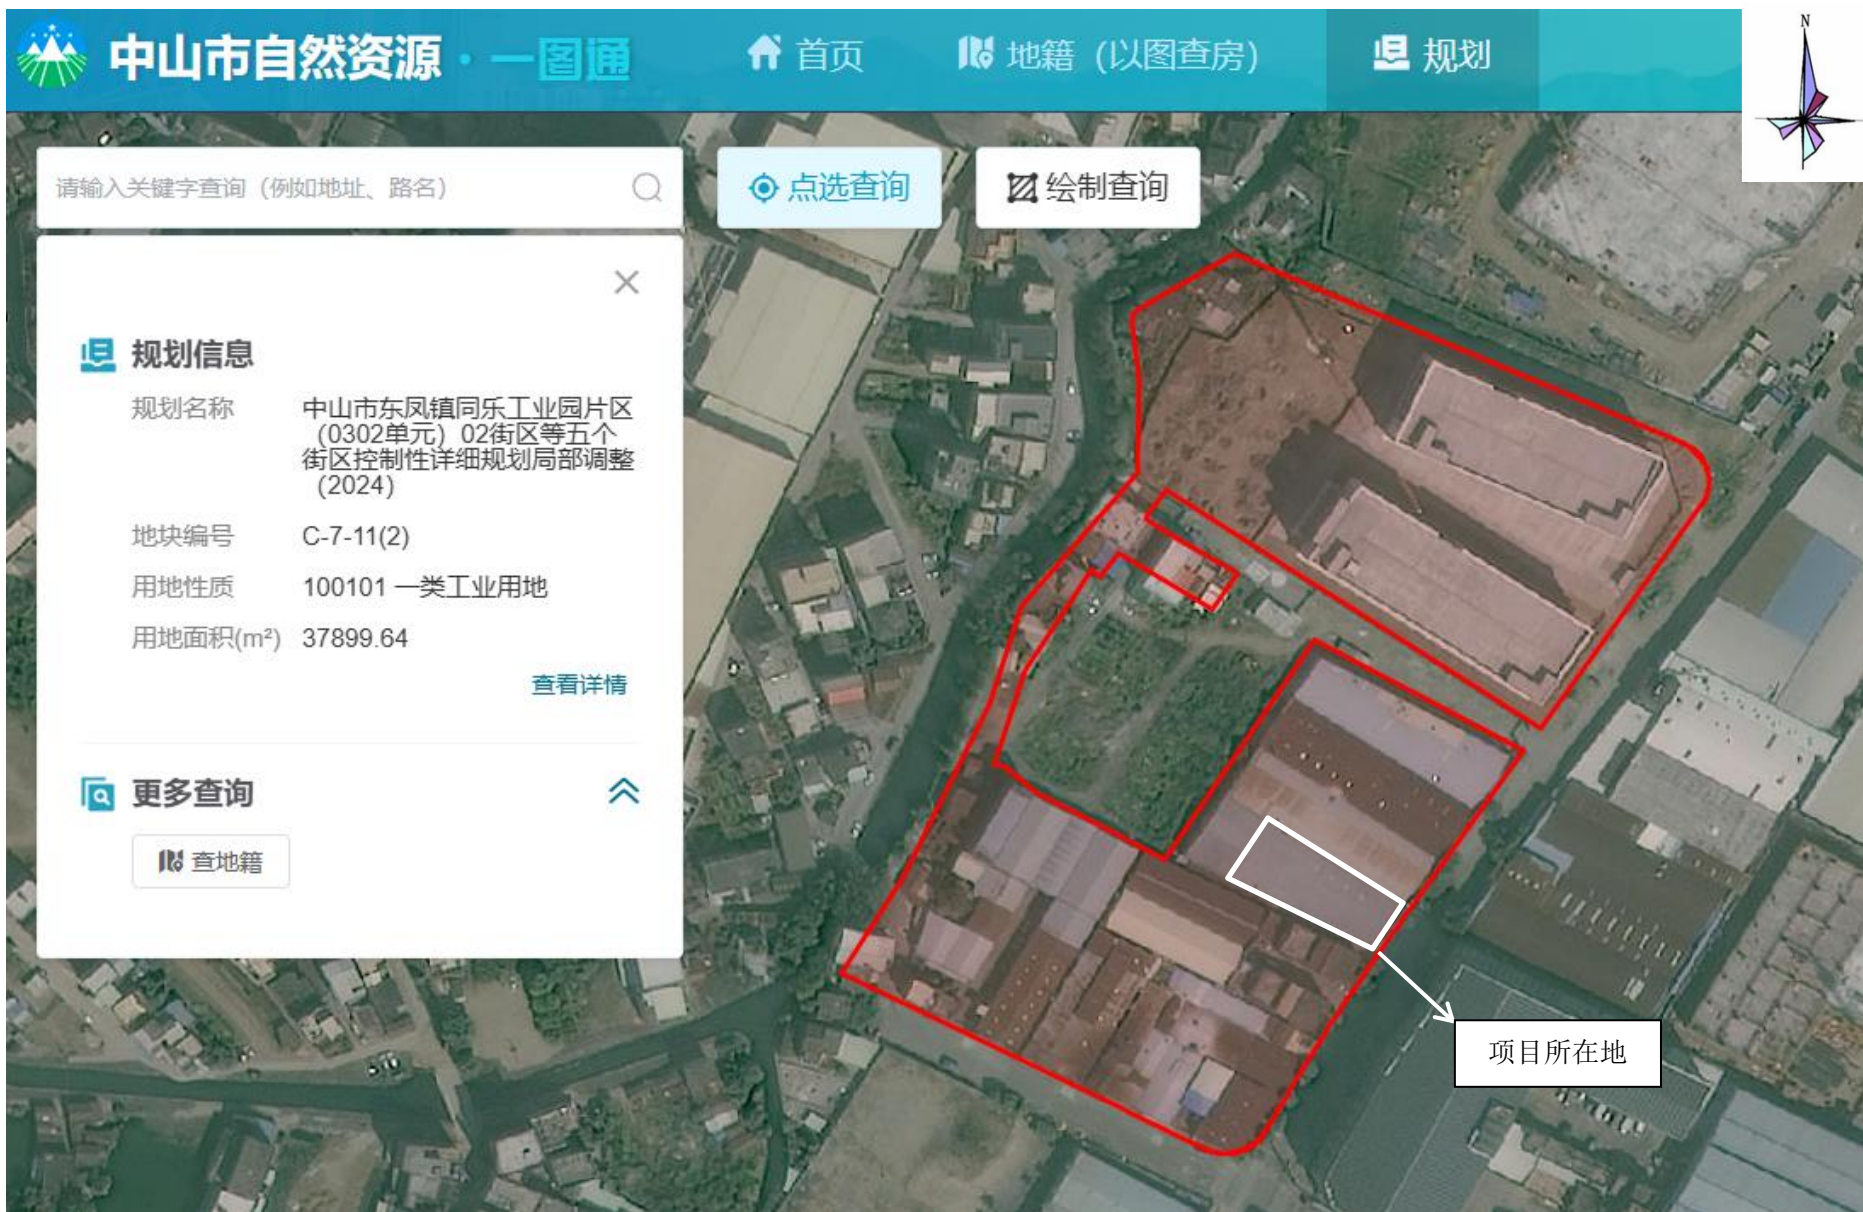 中山市自然资源·一图通
首页
地籍（以图查房）
规划
N
请输入关键字查询（例如地址、路名）
点选查询
绘制查询
规划信息
规划名称
中山市东凤镇同乐工业园片区
（0302单元）02街区等五个
街区控制性详细规划局部调整
（2024）
地块编号
C-7-11(2)
用地性质
100101 一类工业用地
用地面积(m²)
37899.64
查看详情
更多查询
查地籍
项目所在地